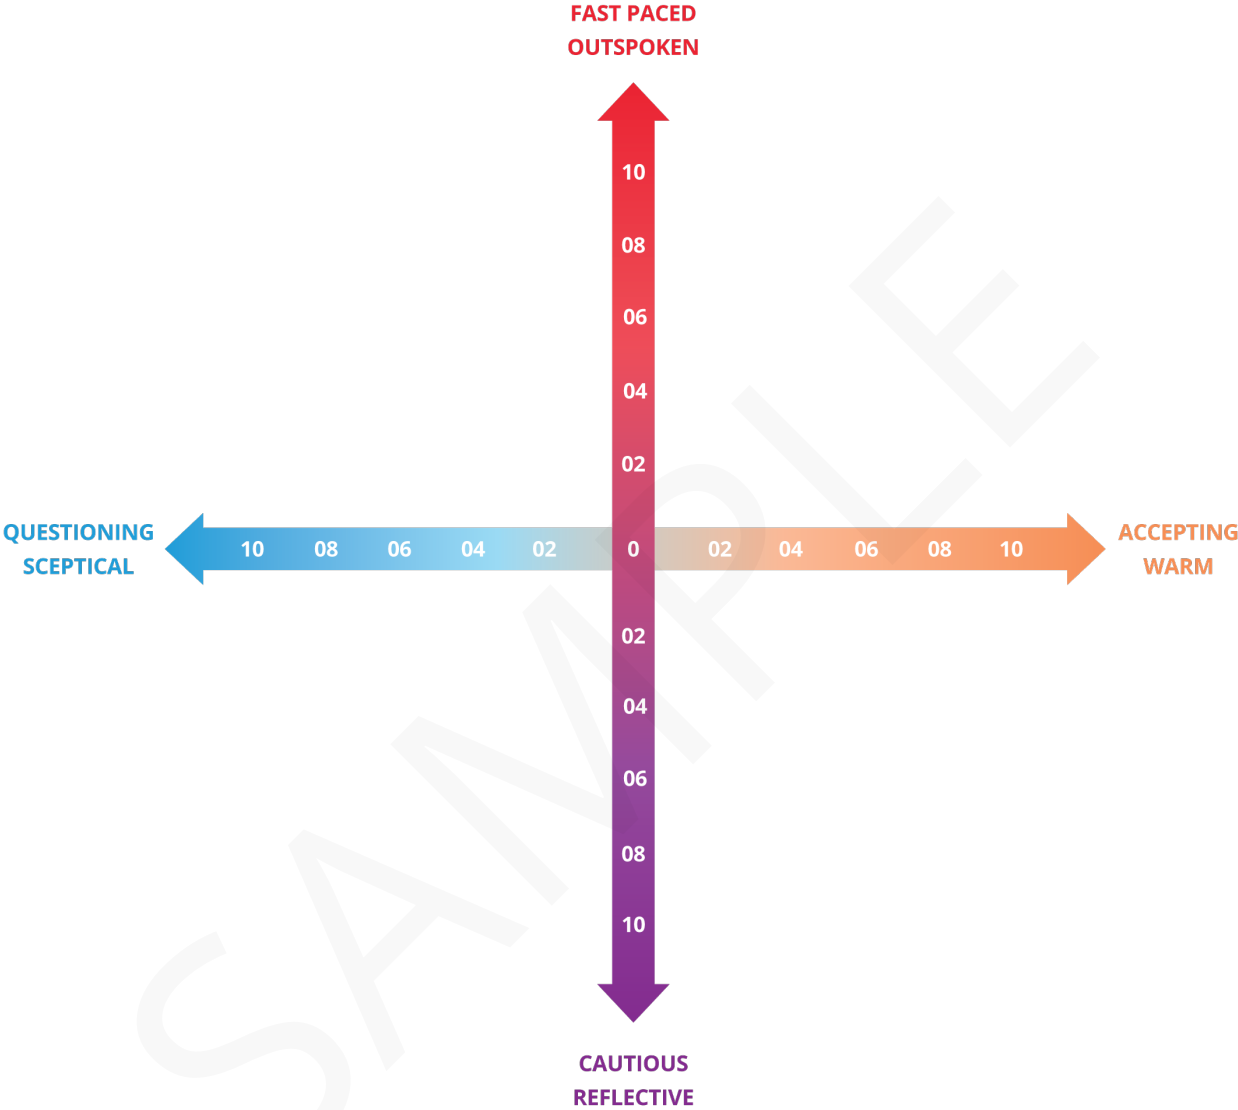 FAST PACED
OUTSPOKEN
10
08
06
04
02
QUESTIONING
SCEPTICAL
10 08 06 04 02 0 02 04 06 08 10
ACCEPTING
WARM
02
04
06
08
10
CAUTIOUS
REFLECTIVE
SAMPLE